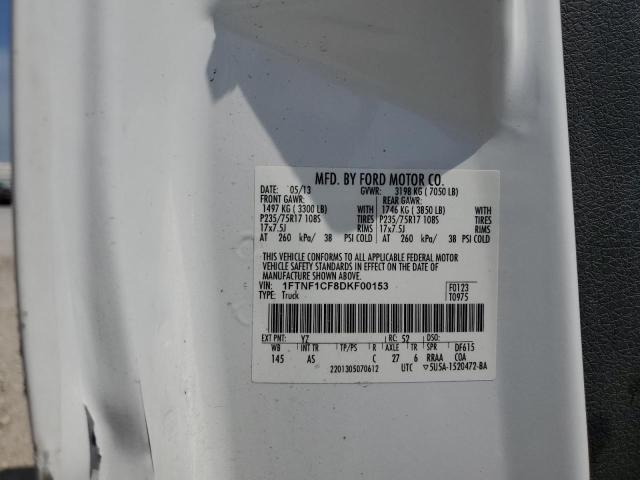 MFD. BY FORD MOTOR CO.
DATE: 05/13 GVWR: 3198 KG ( 7050 LB)
FRONT GAWR: REAR GAWR:
1497 KG ( 3300 LB) WITH 1746 KG ( 3850 LB) WITH
P235/75R17 108S TIRES P235/75R17 108S TIRES
17x7.5J RIMS 17x7.5J RIMS
AT 260 kPa/ 38 PSI COLD AT 260 kPa/ 38 PSI COLD
THIS VEHICLE CONFORMS TO ALL APPLICABLE FEDERAL MOTOR
VEHICLE SAFETY STANDARDS IN EFFECT ON THE DATE OF
MANUFACTURE SHOWN ABOVE.
VIN: 1FTNF1CF8DKF00153 F0123
TYPE: Truck T0975
EXT PNT: YZ RC: 52 DSO:
WB INT TR TP/PS R AXLE TR SPR DF615
145 AS C 27 6 RRAA COA
2201305070612 UTC ▽5U5A-1520472-BA